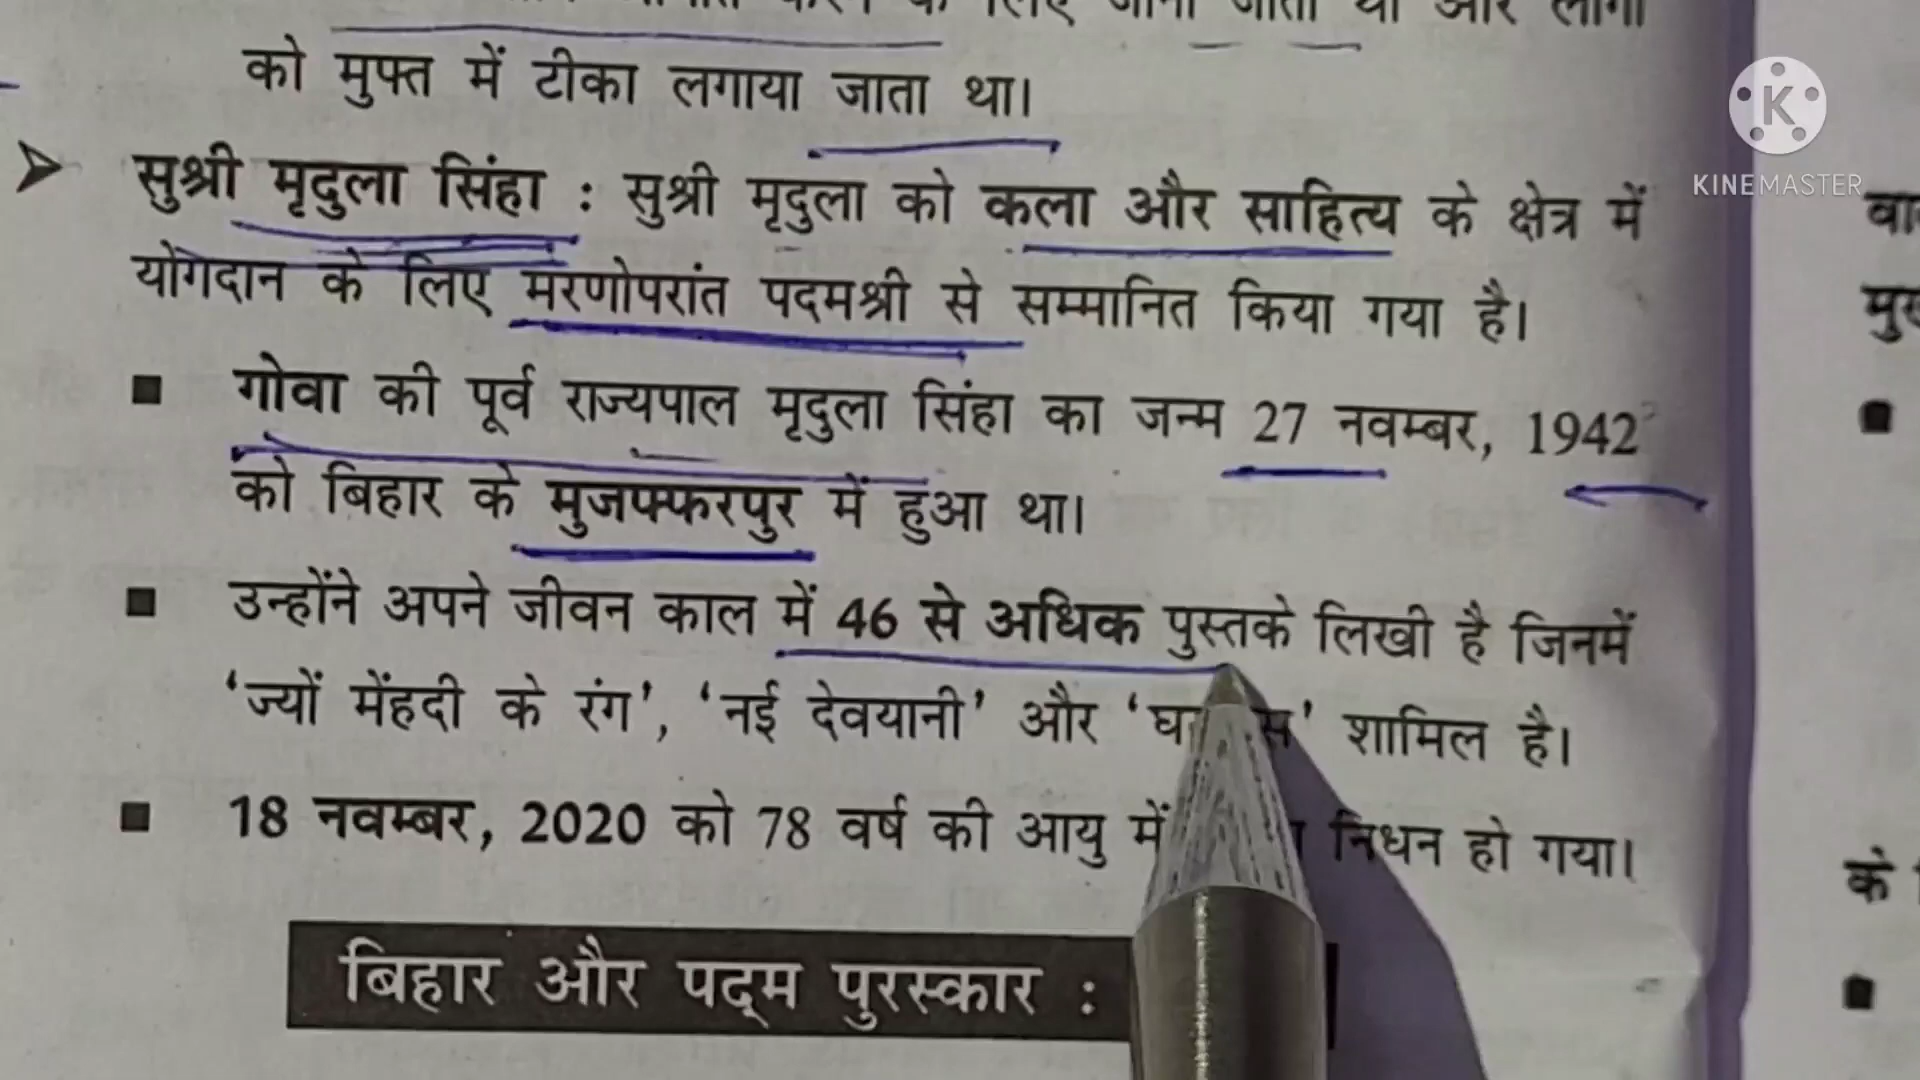 के लिए जाना जाता था और लोगों
को मुफ्त में टीका लगाया जाता था।
सुश्री मृदुला सिंहा : सुश्री मृदुला को कला और साहित्य के क्षेत्र में
योगदान के लिए मरणोपरांत पदमश्री से सम्मानित किया गया है।
गोवा की पूर्व राज्यपाल मृदुला सिंहा का जन्म 27 नवम्बर, 1942
को बिहार के मुजफ्फरपुर में हुआ था।
उन्होंने अपने जीवन काल में 46 से अधिक पुस्तके लिखी है जिनमें
‘ज्यों मेंहदी के रंग’, ‘नई देवयानी’ और शामिल है।
18 नवम्बर, 2020 को 78 वर्ष की आयु में निधन हो गया।
बिहार और पद्म पुरस्कार :
K
KINEMASTER
के